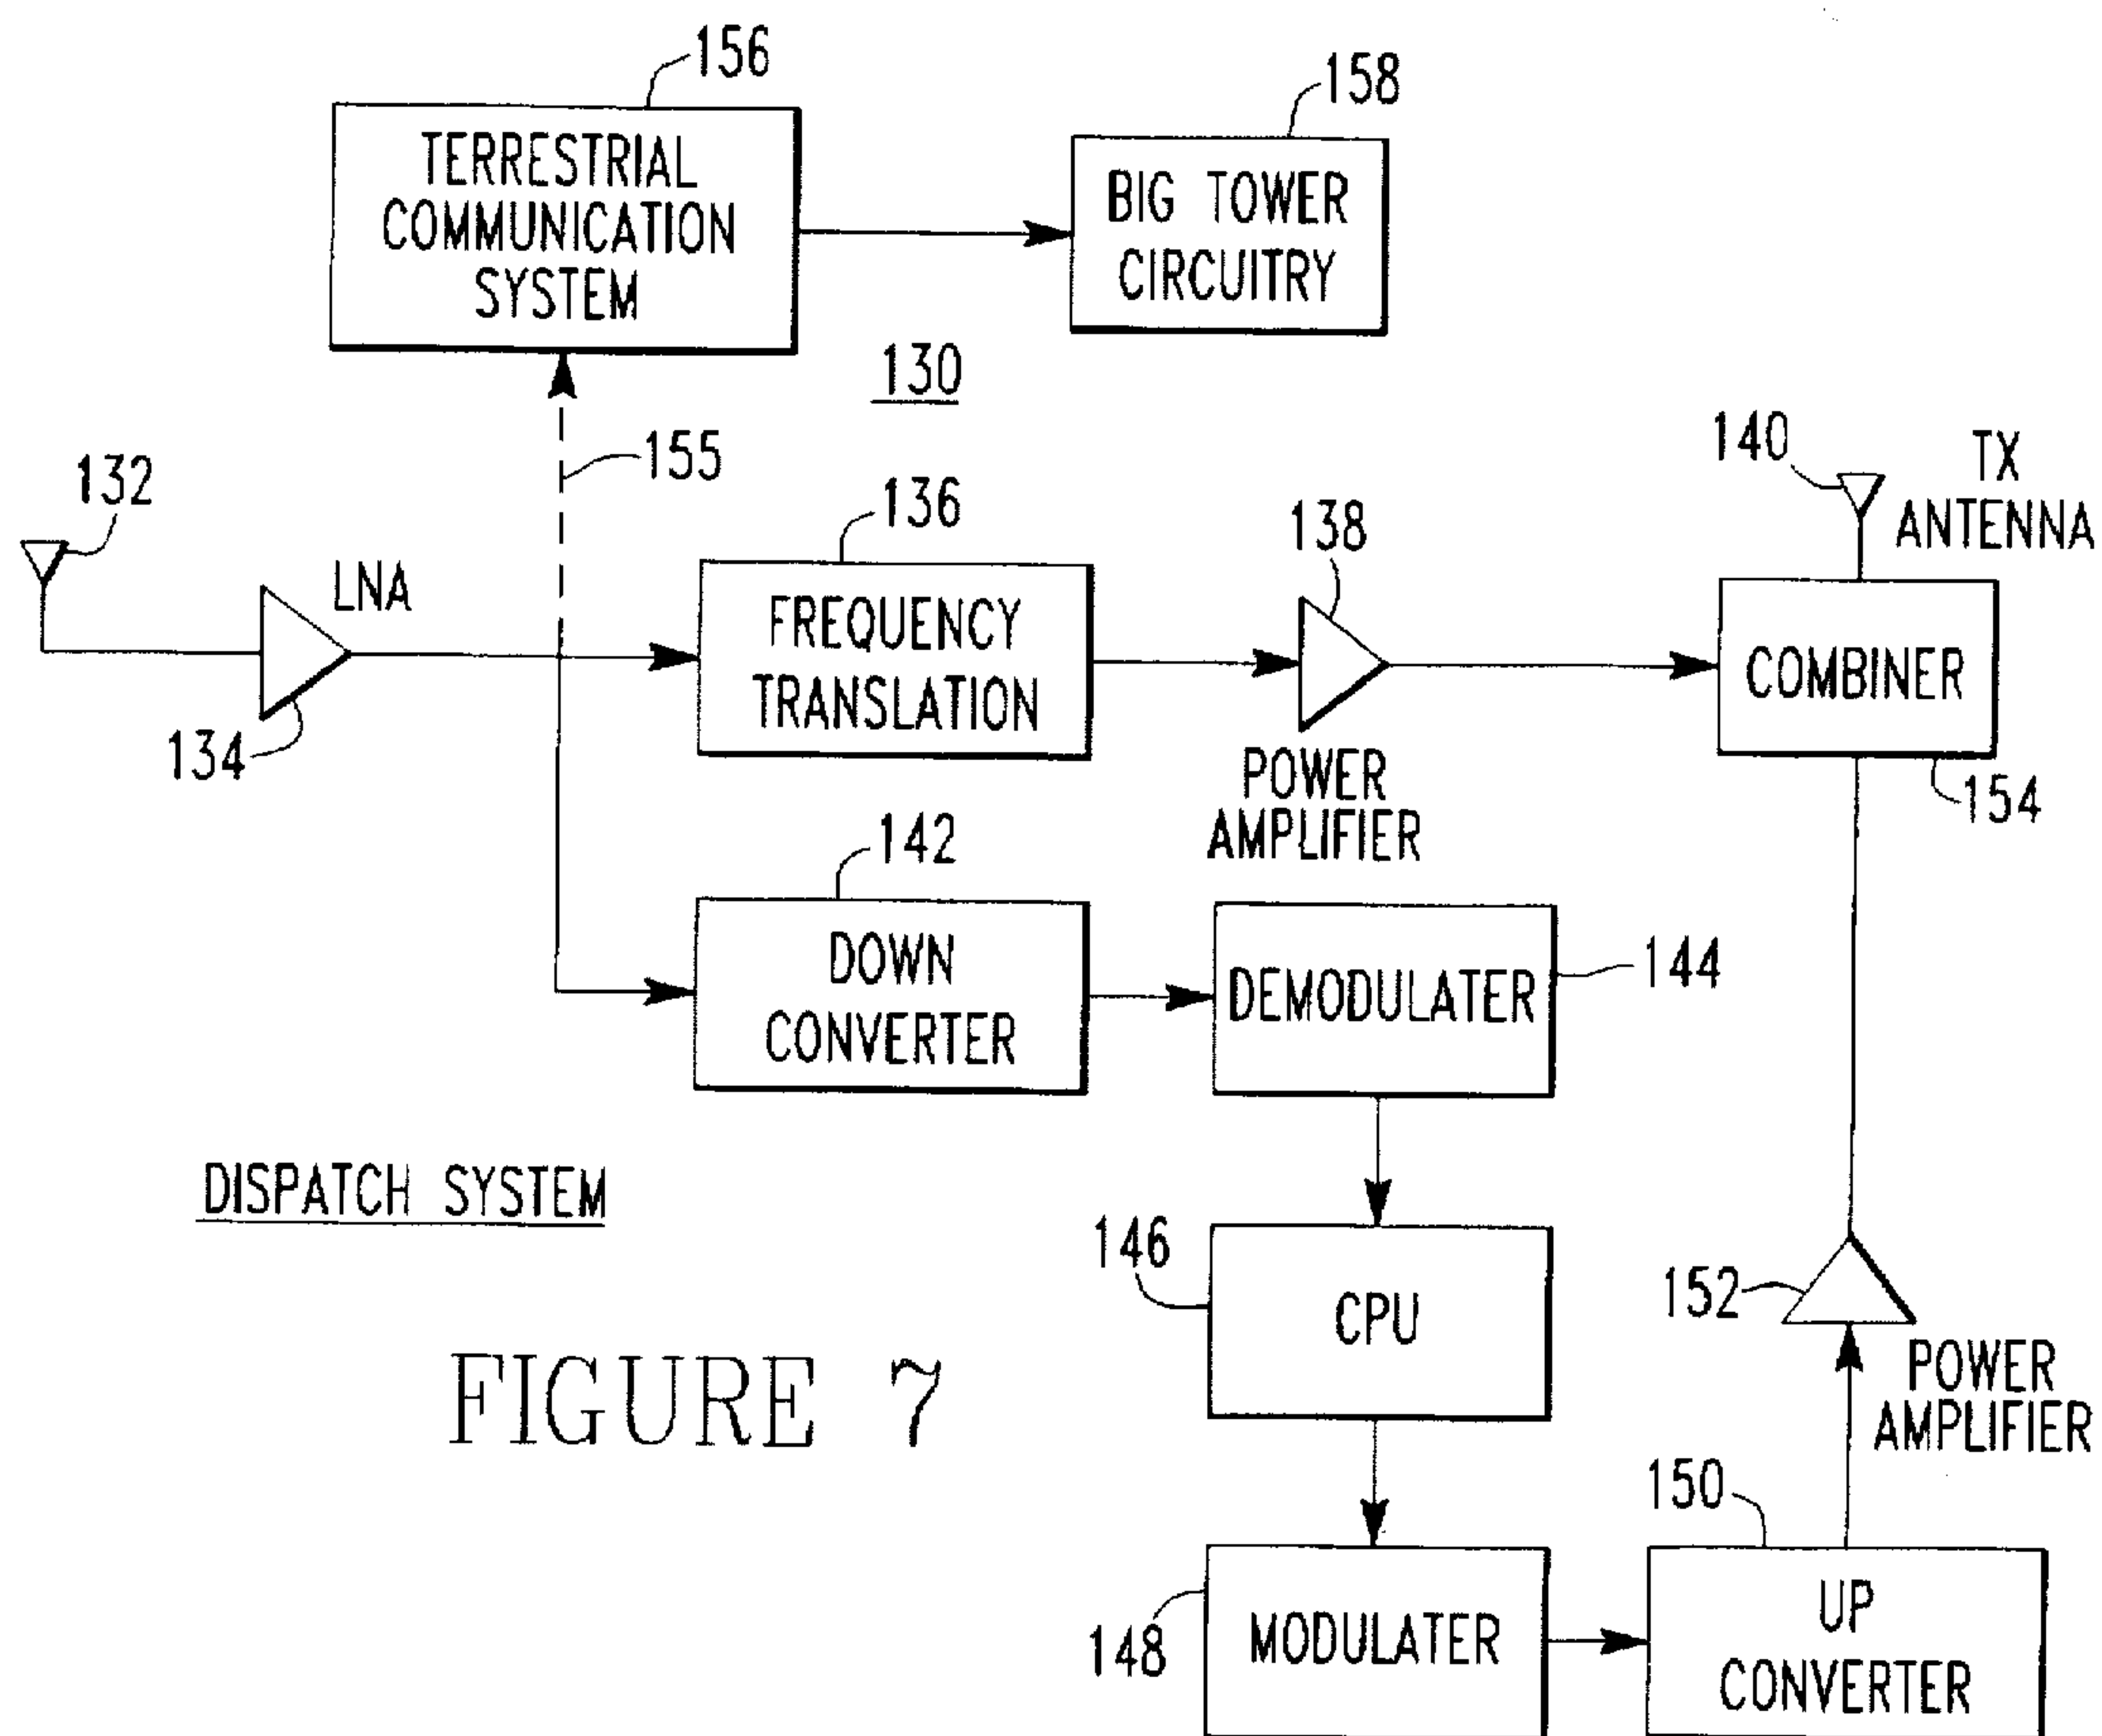 156
158
TERRESTRIAL
COMMUNICATION
SYSTEM
BIG TOWER
CIRCUITRY
130
155
132
LNA
134
136
FREQUENCY
TRANSLATION
138
POWER
AMPLIFIER
140
TX
ANTENNA
COMBINER
154
142
DOWN
CONVERTER
DEMODULATER
144
DISPATCH SYSTEM
146
CPU
152
POWER
AMPLIFIER
FIGURE 7
148
MODULATER
150
UP
CONVERTER